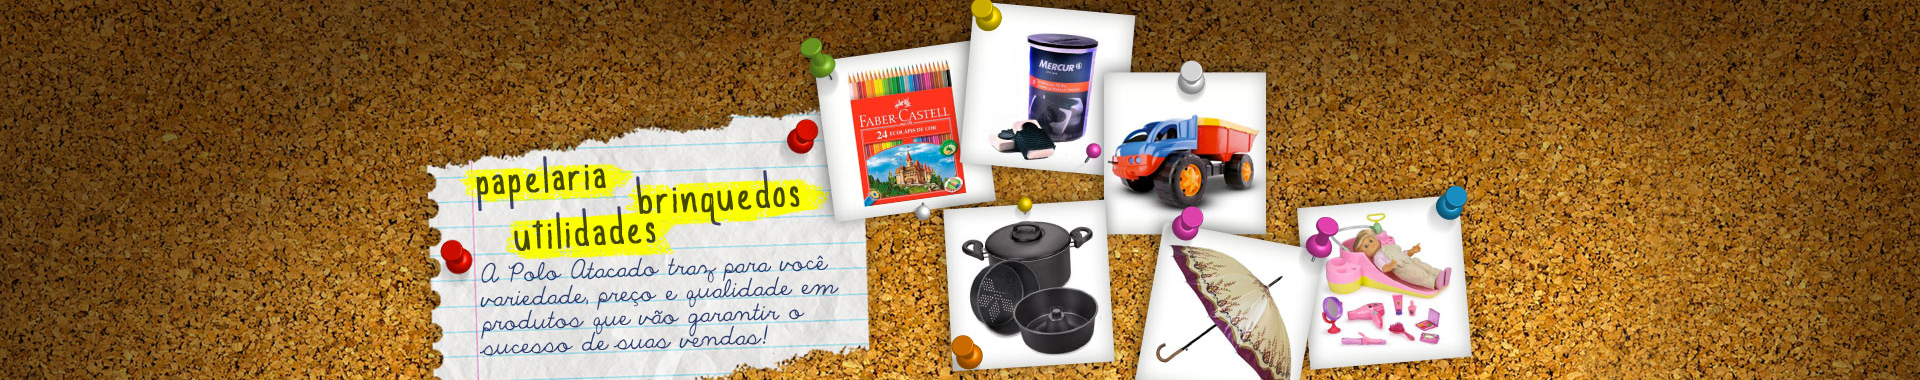 papelaria
brinquedos
utilidades
A Polo Atacado traz para você
variedade, preço e qualidade em
produtos que vão garantir o
sucesso de suas vendas!
FABER-CASTELL
24 ECOLÁPIS DE COR
MERCUR